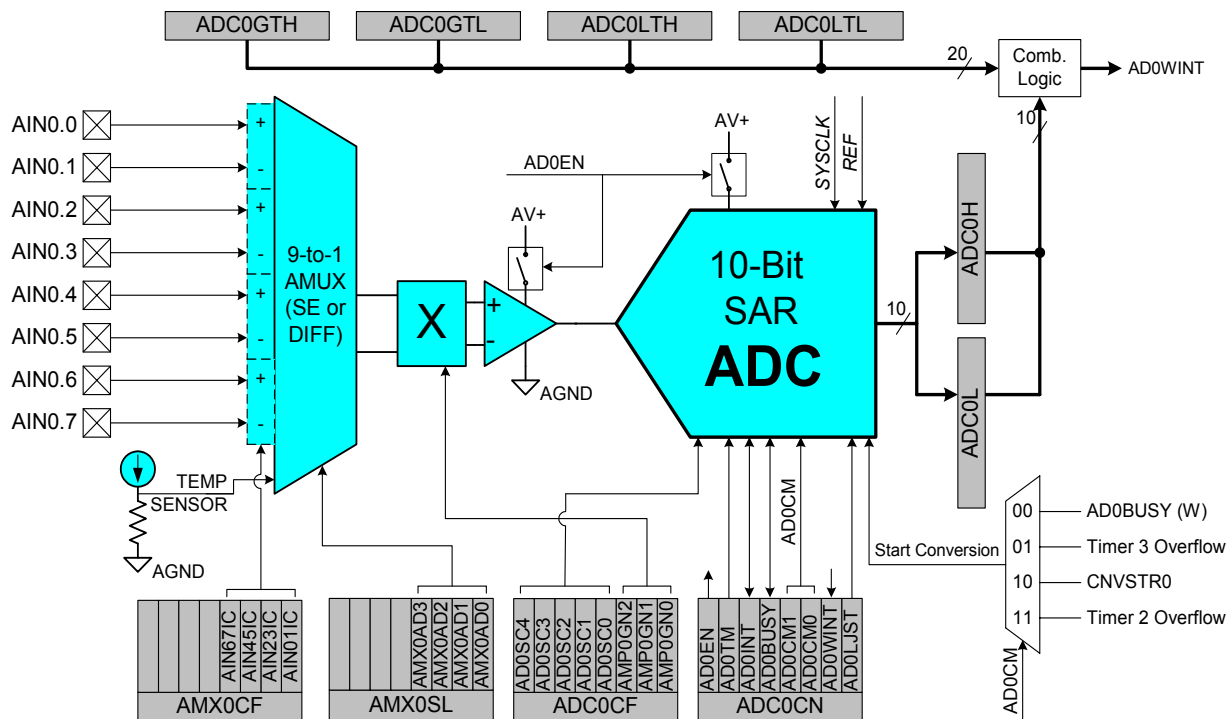 ADC0GTH
ADC0GTL
ADC0LTH
ADC0LTL
20
Comb.
Logic
AD0WINT
10
AIN0.0
AIN0.1
AIN0.2
AIN0.3
AIN0.4
AIN0.5
AIN0.6
AIN0.7
+
-
+
-
+
-
+
-
9-to-1
AMUX
(SE or
DIFF)
X
+
-
AV+
AGND
AD0EN
AV+
SYSCLK
REF
10-Bit
SAR
ADC
10
ADC0H
ADC0L
TEMP
SENSOR
AGND
AD0CM
Start Conversion
00
01
10
11
AD0BUSY (W)
Timer 3 Overflow
CNVSTR0
Timer 2 Overflow
AD0CM
AIN67IC
AIN45IC
AIN23IC
AIN01IC
AMX0CF
AMX0AD3
AMX0AD2
AMX0AD1
AMX0AD0
AMX0SL
AD0SC4
AD0SC3
AD0SC2
AD0SC1
AD0SC0
AMP0GN2
AMP0GN1
AMP0GN0
ADC0CF
AD0EN
AD0TM
AD0INT
AD0BUSY
AD0CM1
AD0CM0
AD0WINT
AD0LJST
ADC0CN